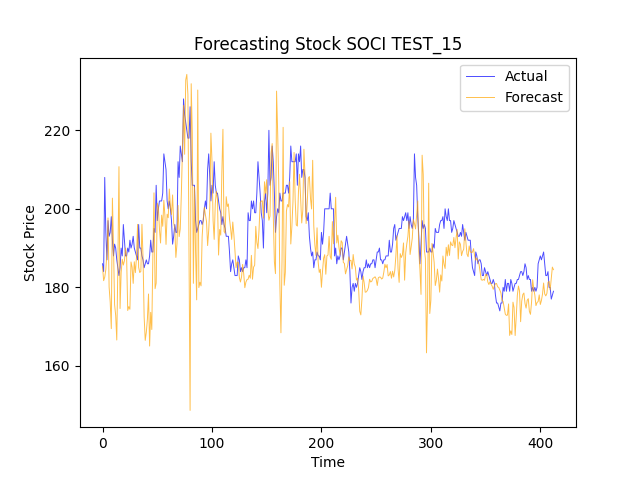 Forecasting Stock SOCI TEST_15
Actual
Forecast
220
200
180
160
Stock Price
0 100 200 300 400
Time